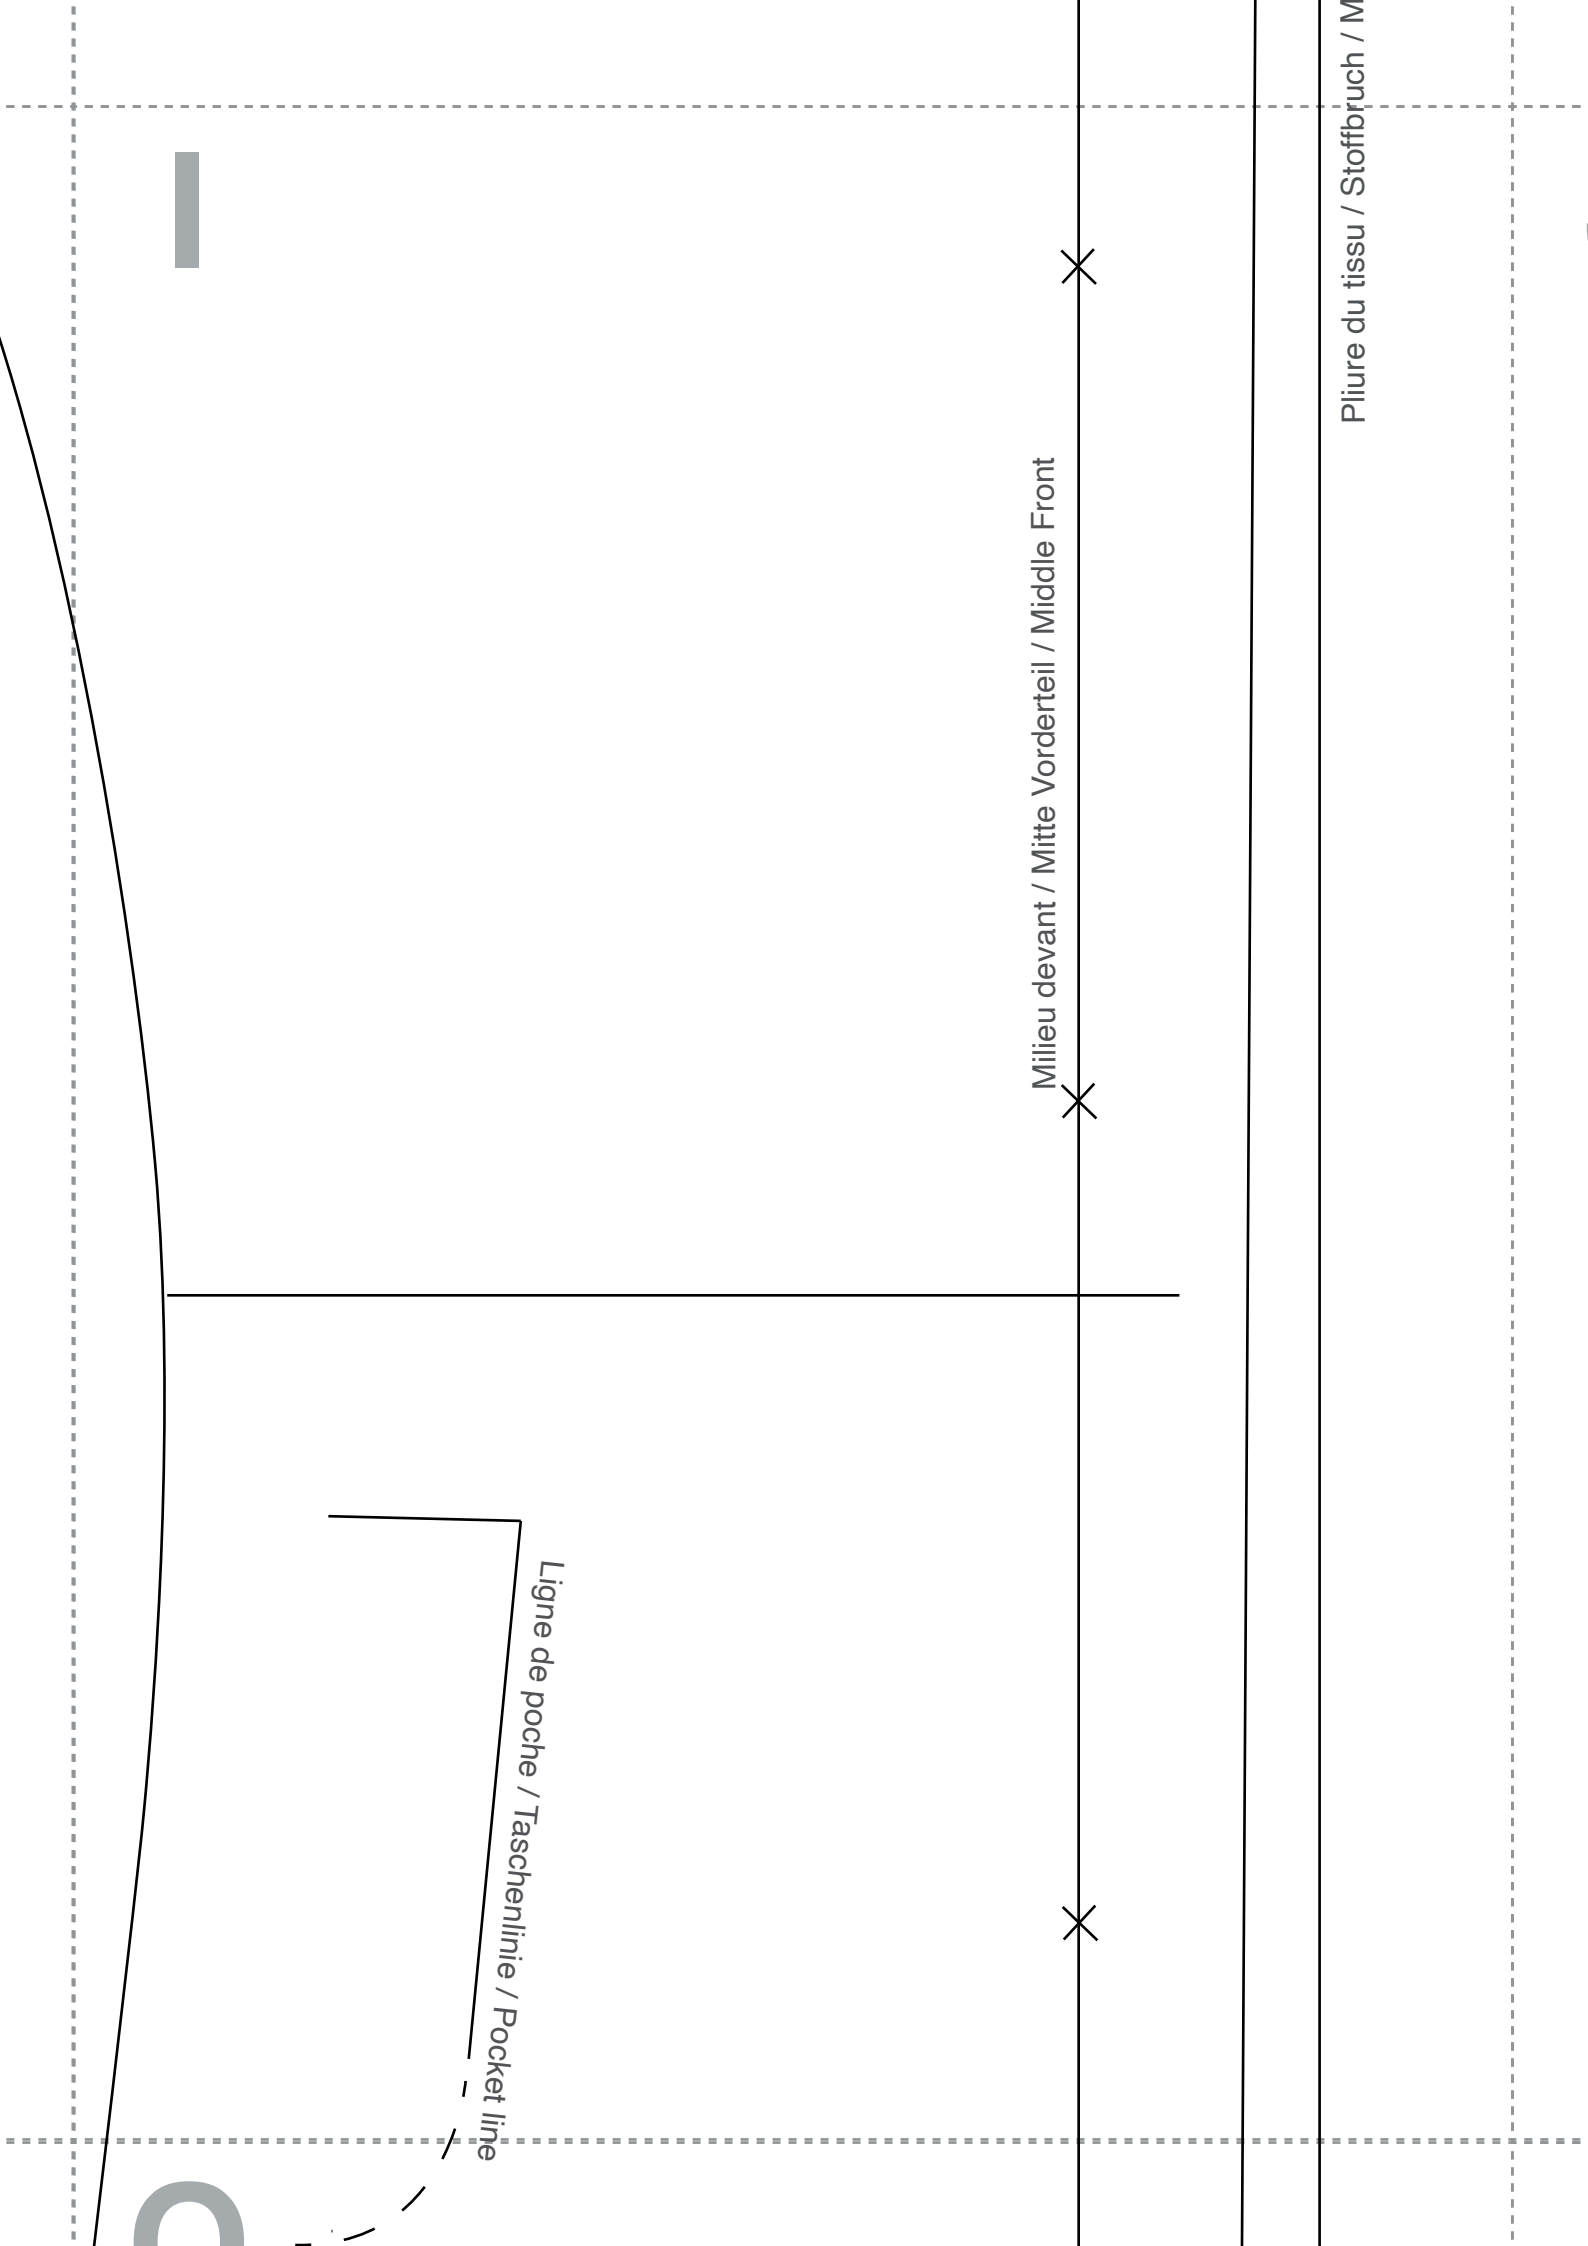 I
Pliure du tissu / Stoffbruch / M
Milieu devant / Mitte Vorderteil / Middle Front
Ligne de poche / Taschenlinie / Pocket line